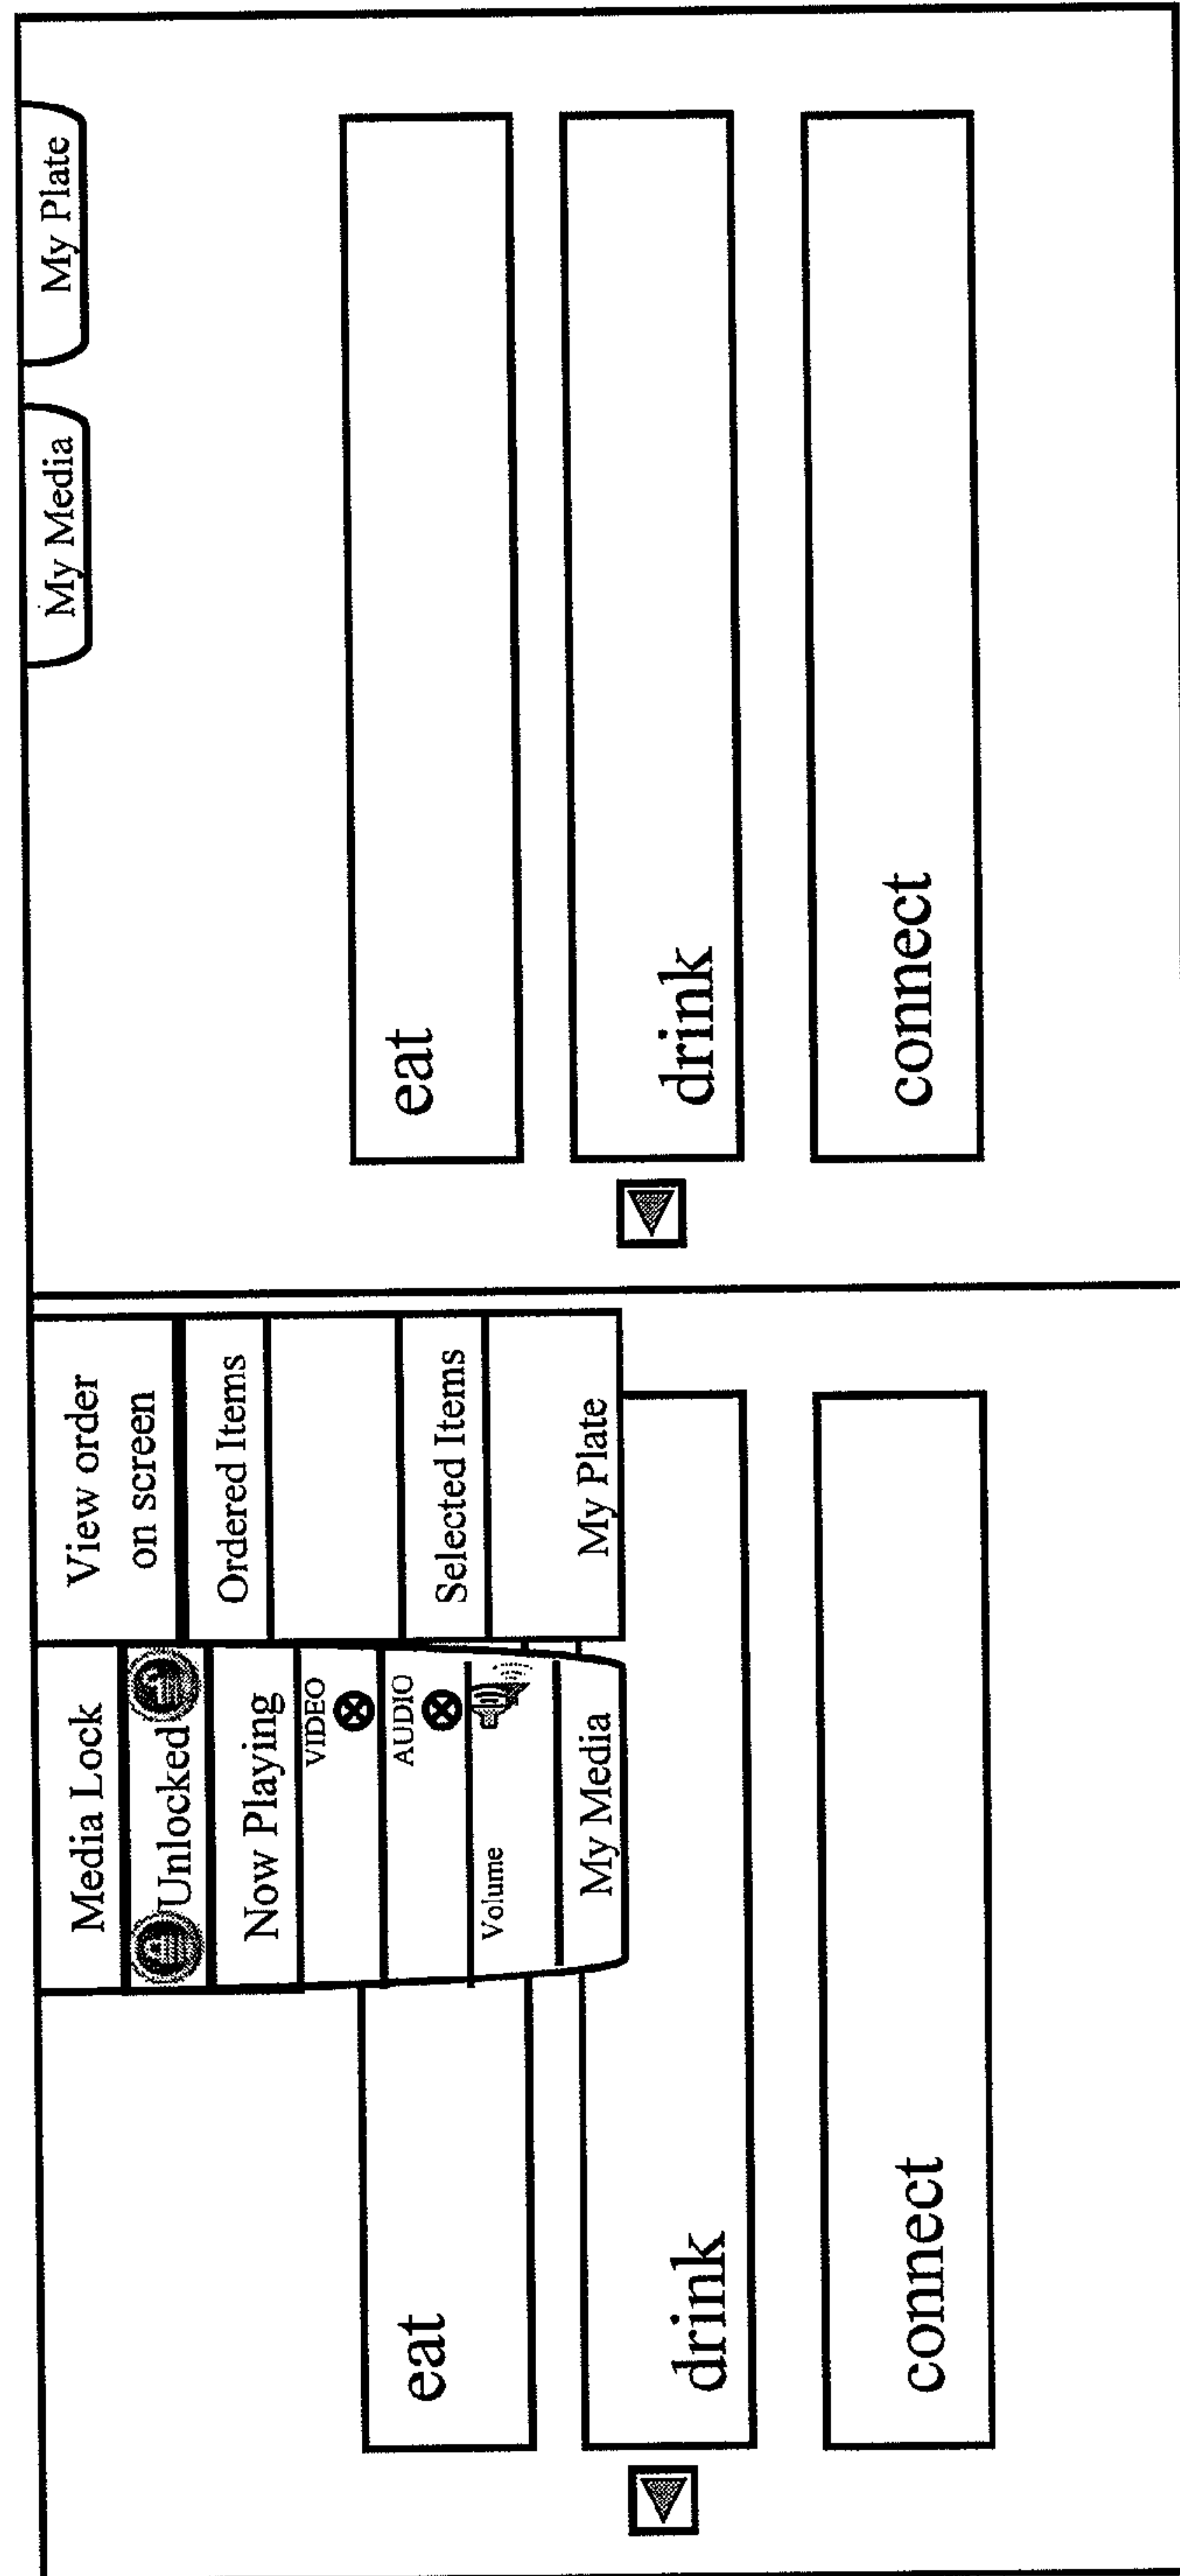 Media Lock
Unlocked
Now Playing
VIDEO
AUDIO
Volume
My Media
View order
on screen
Ordered Items
Selected Items
My Plate
eat
drink
connect
My Media
My Plate
eat
drink
connect